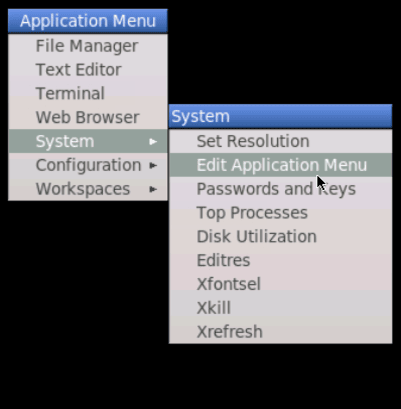 Application Menu
File Manager
Text Editor
Terminal
Web Browser
System
Configuration
Workspaces
System
Set Resolution
Edit Application Menu
Passwords and Keys
Top Processes
Disk Utilization
Editres
Xfontsel
Xkill
Xrefresh